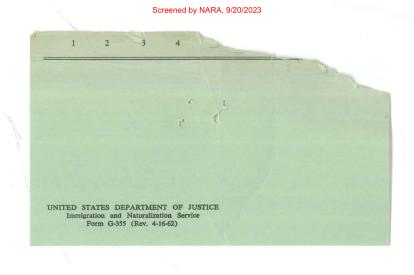 Screened by NARA, 9/20/2023
1 2 3 4
UNITED STATES DEPARTMENT OF JUSTICE
Immigration and Naturalization Service
Form G-355 (Rev. 4-16-62)